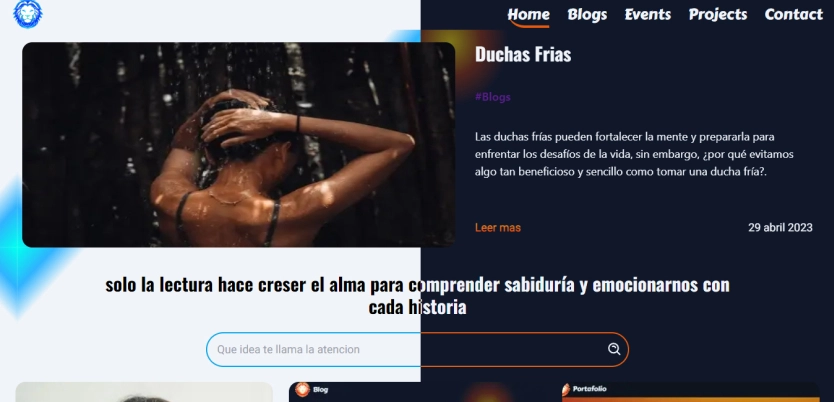 Home Blogs Events Projects Contact
Duchas Frias
#Blogs
Las duchas frías pueden fortalecer la mente y prepararla para
enfrentar los desafíos de la vida, sin embargo, ¿por qué evitamos
algo tan beneficioso y sencillo como tomar una ducha fría?.
Leer mas 29 abril 2023
solo la lectura hace creser el alma para comprender sabiduría y emocionarnos con
cada historia
Que idea te llama la atencion
Blog Portafolio